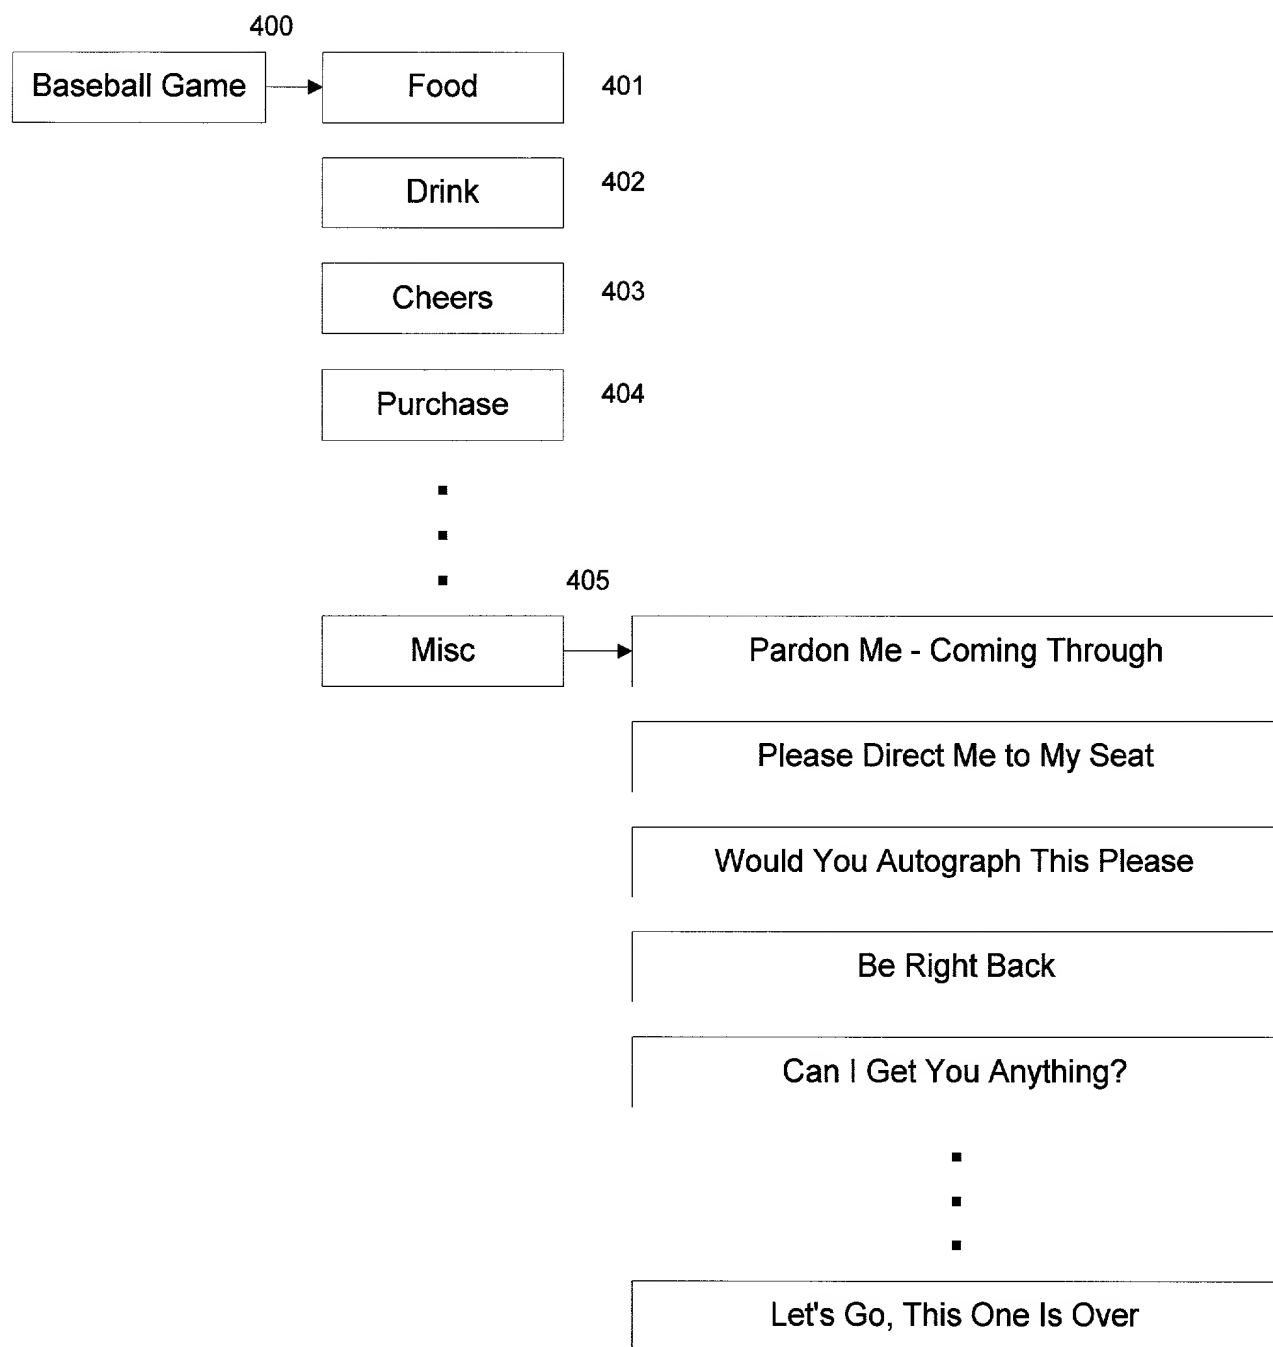 400
Baseball Game
Food
401
Drink
402
Cheers
403
Purchase
404
405
Misc
Pardon Me - Coming Through
Please Direct Me to My Seat
Would You Autograph This Please
Be Right Back
Can I Get You Anything?
Let's Go, This One Is Over